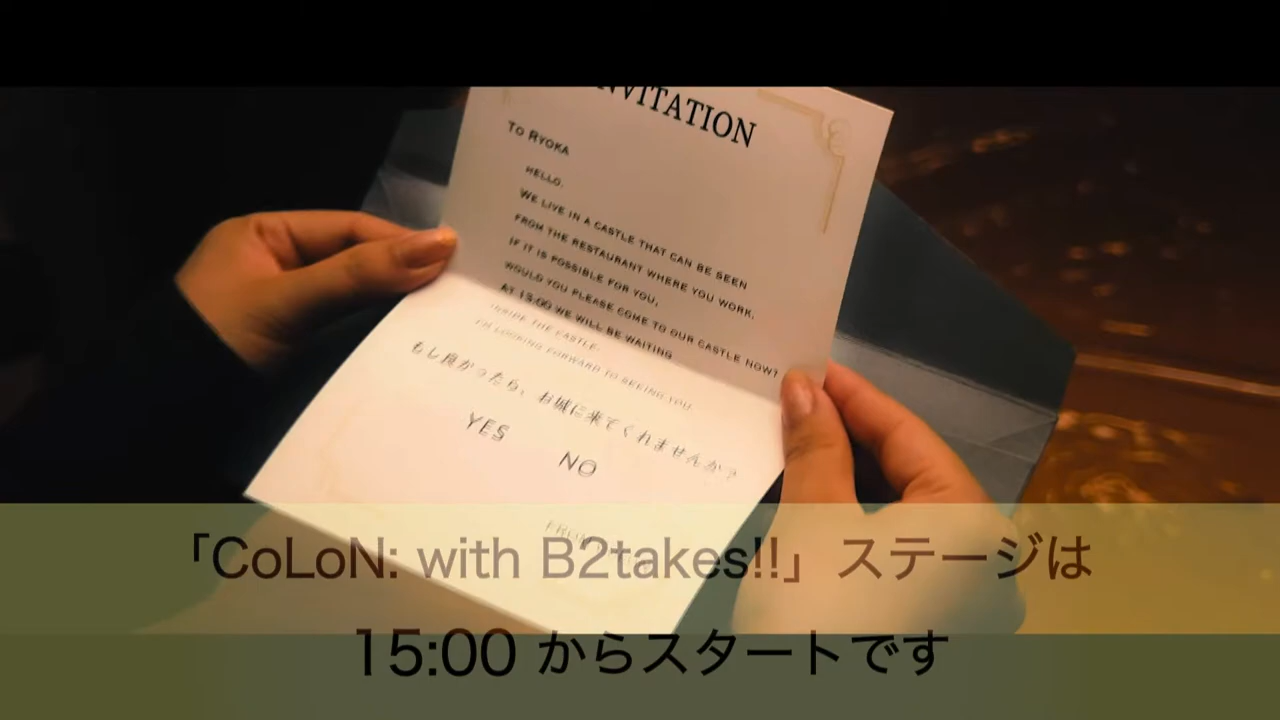 INVITATION
TO RYOKA
HELLO.
WE LIVE IN A CASTLE THAT CAN BE SEEN
FROM THE RESTAURANT WHERE YOU WORK.
IF IT IS POSSIBLE FOR YOU,
WOULD YOU PLEASE COME TO OUR CASTLE NOW?
AT 15:00 WE WILL BE WAITING
INSIDE THE CASTLE.
I'M LOOKING FORWARD TO SEEING YOU.
もし良かったら、お城に来てくれませんか?
YES
NO
FROM
「CoLoN: with B2takes!!」ステージは
15:00 からスタートです